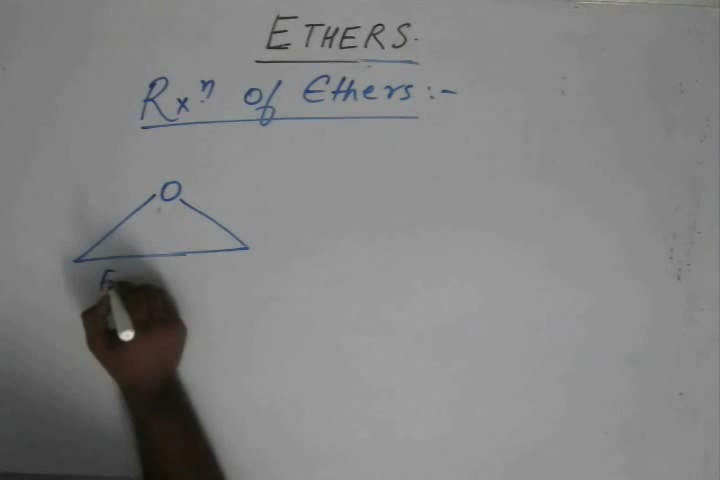 ETHERS.
Rxⁿ of Ethers :-
O